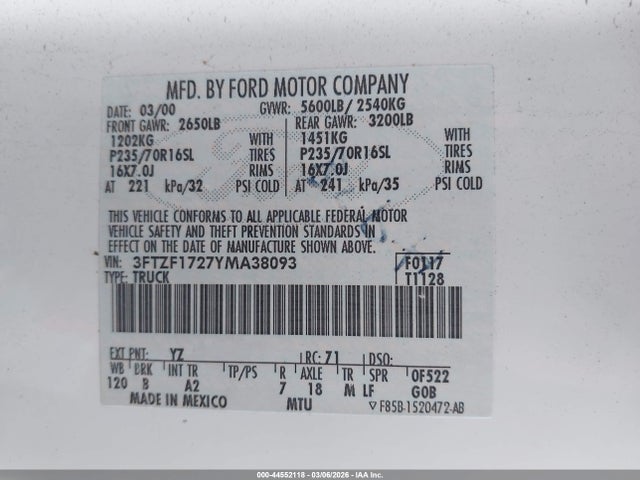 MFD. BY FORD MOTOR COMPANY
DATE: 03/00 GVWR: 5600LB/ 2540KG
FRONT GAWR: 2650LB REAR GAWR: 3200LB
1202KG WITH 1451KG WITH
P235/70R16SL TIRES P235/70R16SL TIRES
16X7.0J RIMS 16X7.0J RIMS
AT 221 kPa/32 PSI COLD AT 241 kPa/35 PSI COLD
THIS VEHICLE CONFORMS TO ALL APPLICABLE FEDERAL MOTOR
VEHICLE SAFETY AND THEFT PREVENTION STANDARDS IN
EFFECT ON THE DATE OF MANUFACTURE SHOWN ABOVE.
VIN: 3FTZF1727YMA38093 F0117
TYPE: TRUCK T1128
EXT PNT: YZ RC: 71 DSO:
WB BRK INT TR TP/PS R AXLE TR SPR 0F522
120 B A2 7 18 M LF GOB
MADE IN MEXICO MTU F85B-1520472-AB
000-44552118 - 03/06/2026 - IAA Inc.